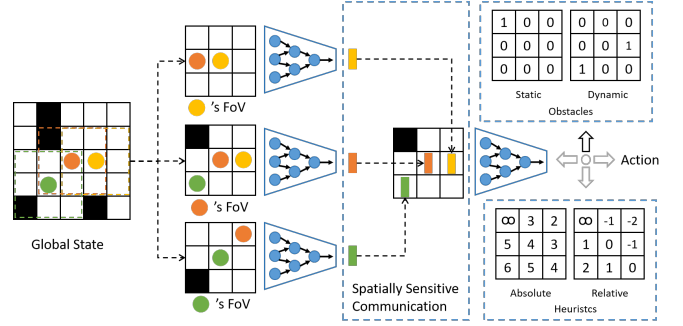 1 0 0
0 0 0
0 0 0
Static
0 0 0
0 0 1
1 0 0
Dynamic
Obstacles
's FoV
's FoV
's FoV
Global State
Spatially Sensitive
Communication
Action
∞ 3 2
5 4 3
6 5 4
Absolute
∞ -1 -2
1 0 -1
2 1 0
Relative
Heuristcs